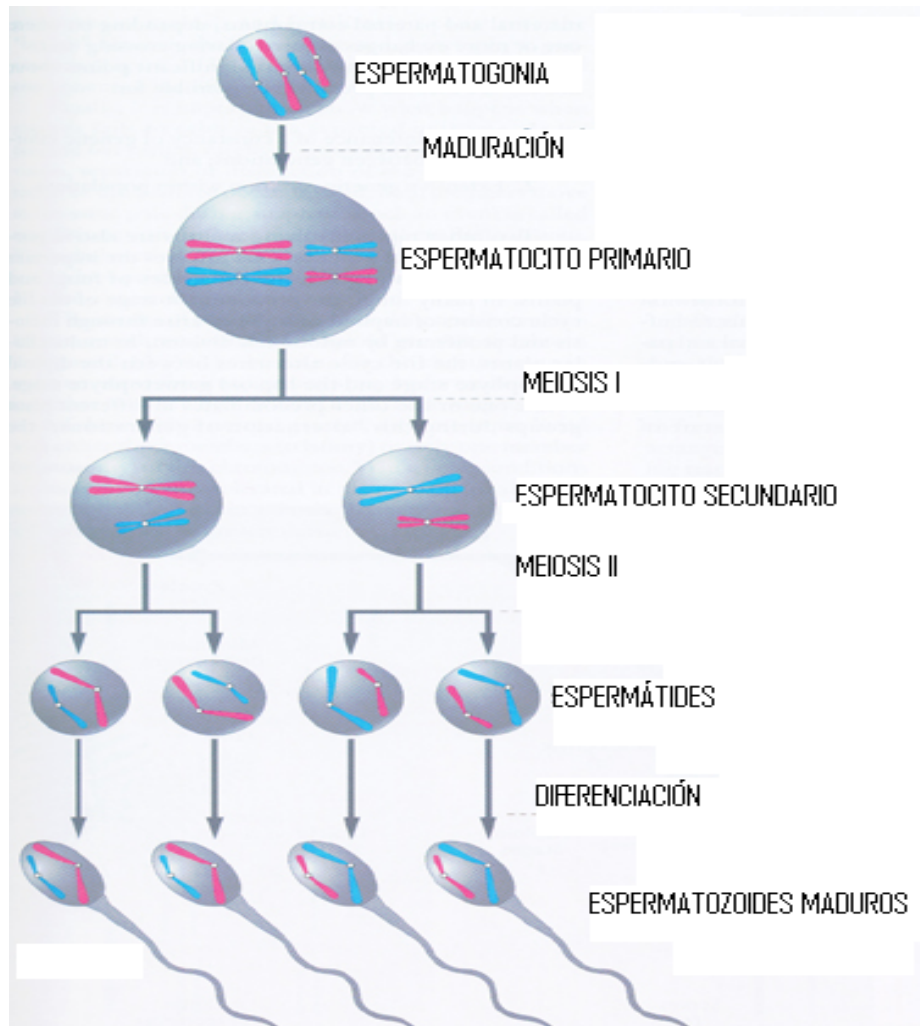 ESPERMATOGONIA
MADURACIÓN
ESPERMATOCITO PRIMARIO
MEIOSIS I
ESPERMATOCITO SECUNDARIO
MEIOSIS II
ESPERMÁTIDES
DIFERENCIACIÓN
ESPERMATOZOIDES MADUROS